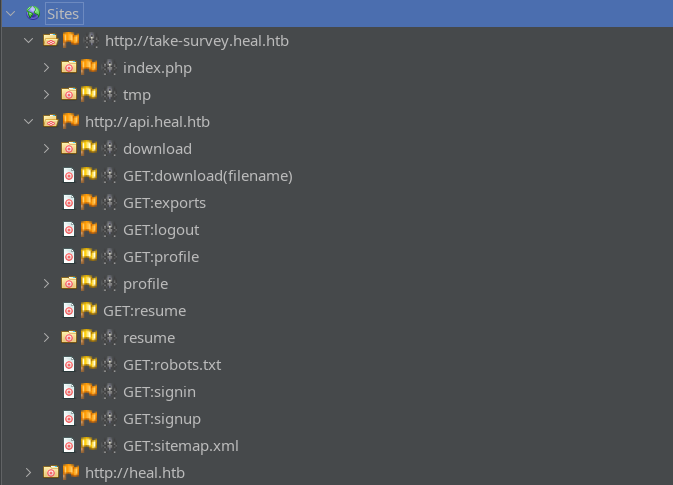 Sites
http://take-survey.heal.htb
index.php
tmp
http://api.heal.htb
download
GET:download(filename)
GET:exports
GET:logout
GET:profile
profile
GET:resume
resume
GET:robots.txt
GET:signin
GET:signup
GET:sitemap.xml
http://heal.htb